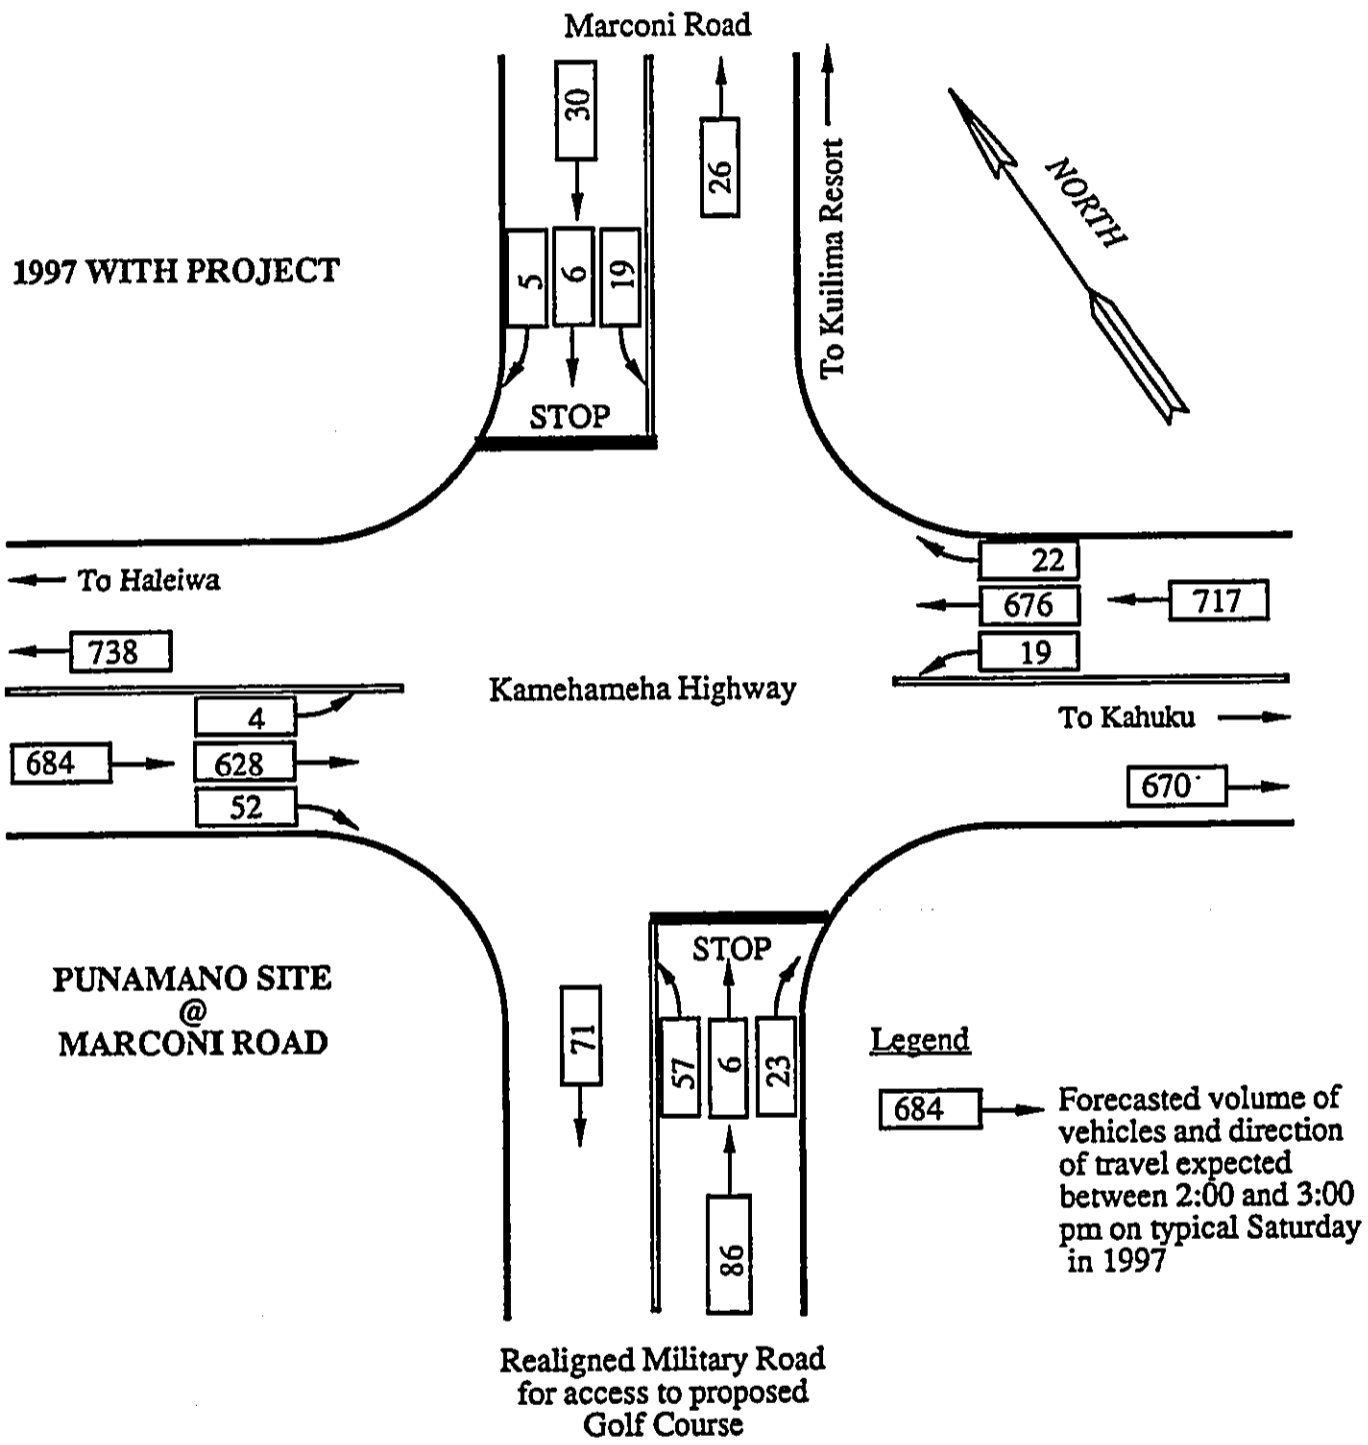 Marconi Road
30
26
To Kuilima Resort
NORTH
1997 WITH PROJECT
5 6 19
STOP
To Haleiwa
22
676
717
19
738
Kamehameha Highway
4
684
628
52
To Kahuku
670
STOP
PUNAMANO SITE
@
MARCONI ROAD
71
57 6 23
86
Legend
684
Forecasted volume of
vehicles and direction
of travel expected
between 2:00 and 3:00
pm on typical Saturday
in 1997
Realigned Military Road
for access to proposed
Golf Course